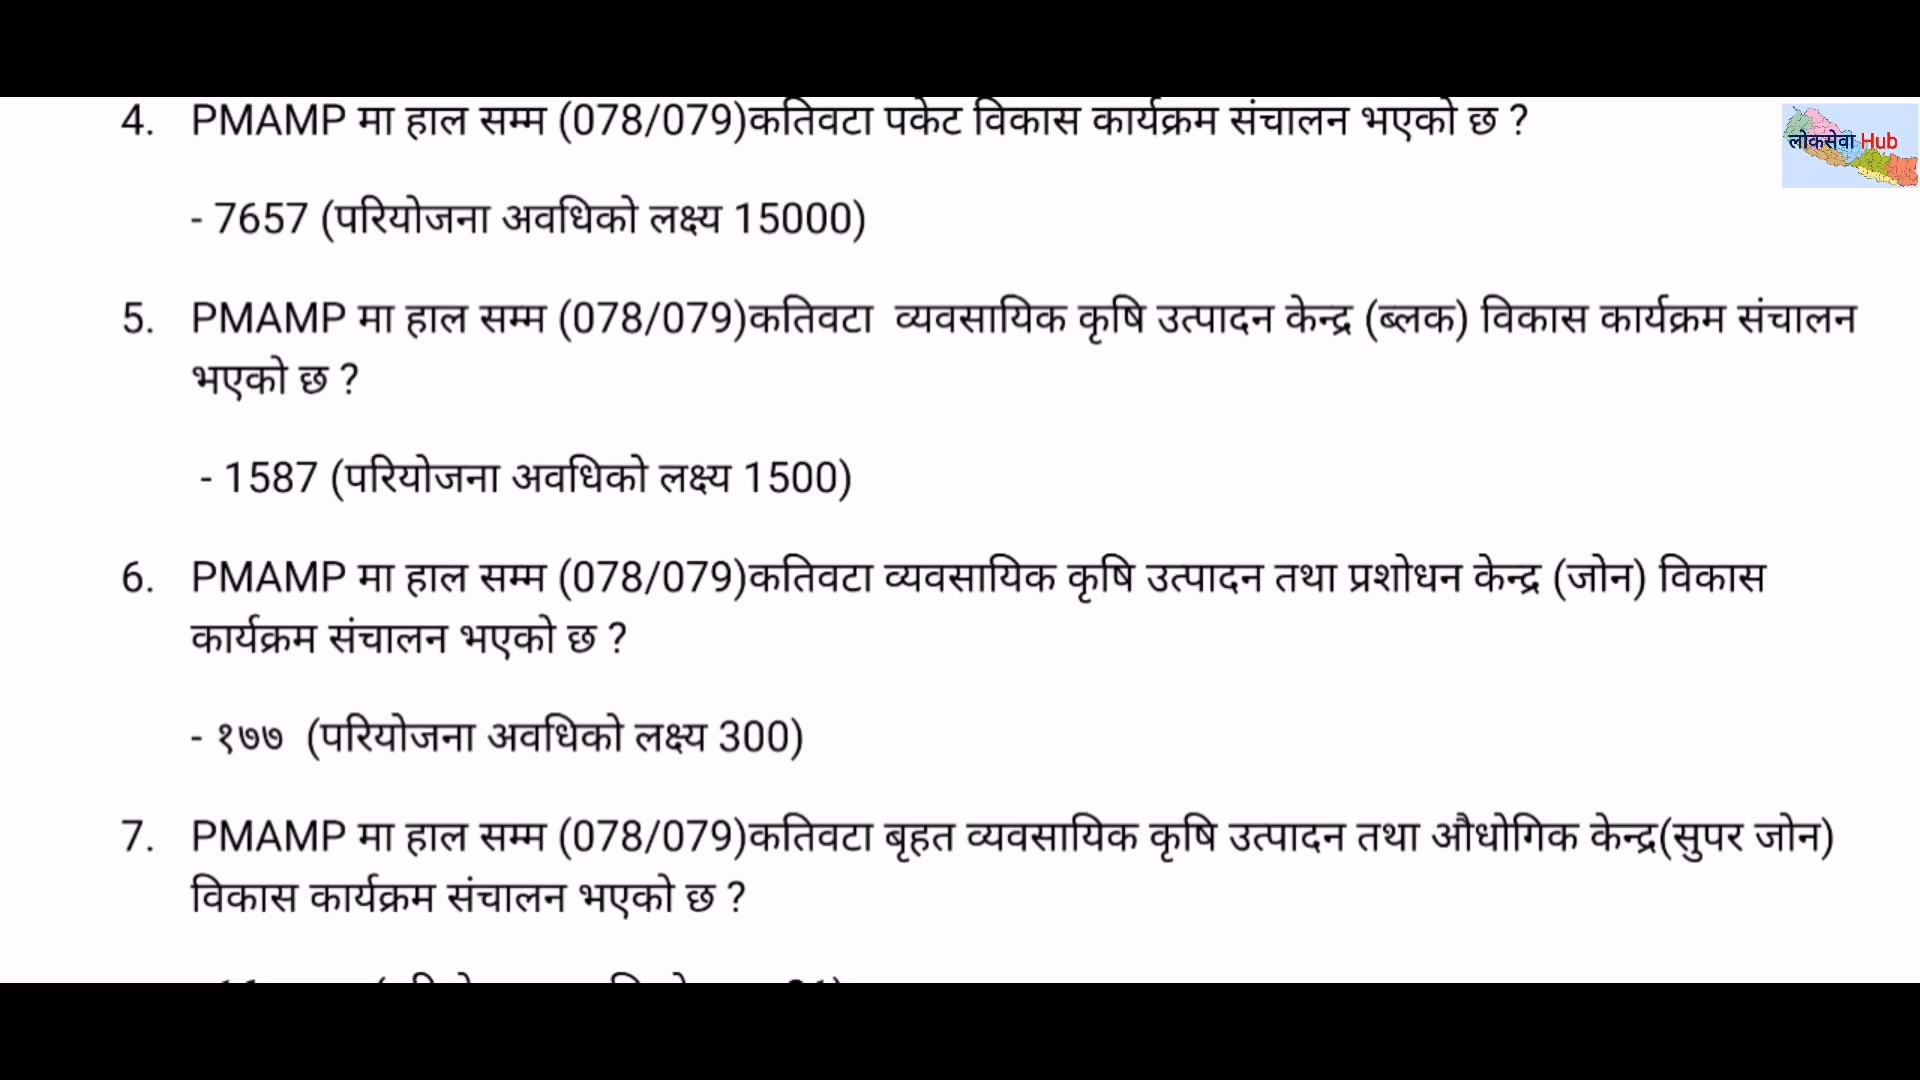 4. PMAMP मा हाल सम्म (078/079)कतिवटा पकेट विकास कार्यक्रम संचालन भएको छ ?
लोकसेवा Hub
- 7657 (परियोजना अवधिको लक्ष्य 15000)
5. PMAMP मा हाल सम्म (078/079)कतिवटा व्यवसायिक कृषि उत्पादन केन्द्र (ब्लक) विकास कार्यक्रम संचालन
भएको छ ?
- 1587 (परियोजना अवधिको लक्ष्य 1500)
6. PMAMP मा हाल सम्म (078/079)कतिवटा व्यवसायिक कृषि उत्पादन तथा प्रशोधन केन्द्र (जोन) विकास
कार्यक्रम संचालन भएको छ ?
- १७७ (परियोजना अवधिको लक्ष्य 300)
7. PMAMP मा हाल सम्म (078/079)कतिवटा बृहत व्यवसायिक कृषि उत्पादन तथा औधोगिक केन्द्र(सुपर जोन)
विकास कार्यक्रम संचालन भएको छ ?